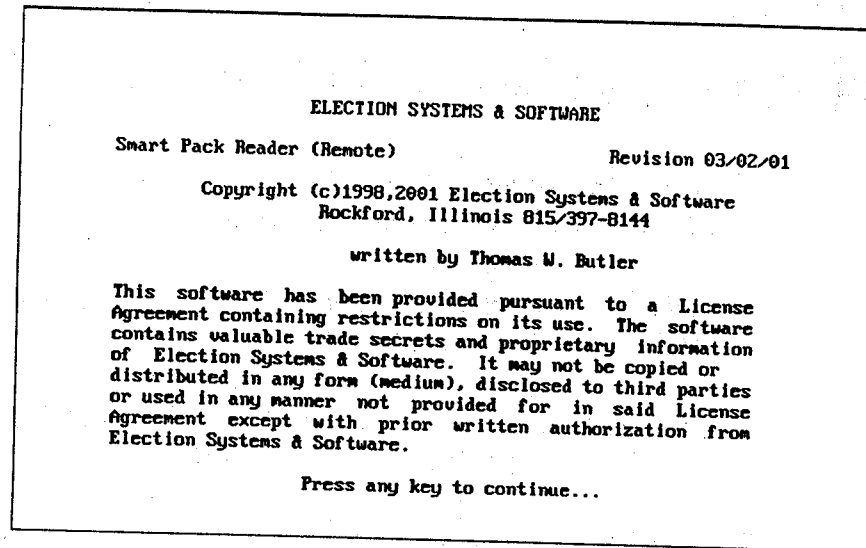 ELECTION SYSTEMS & SOFTWARE
Smart Pack Reader (Remote) Revision 03/02/01
Copyright (c)1998,2001 Election Systems & Software
Rockford, Illinois 815/397-8144
written by Thomas W. Butler
This software has been provided pursuant to a License
Agreement containing restrictions on its use. The software
contains valuable trade secrets and proprietary information
of Election Systems & Software. It may not be copied or
distributed in any form (medium), disclosed to third parties
or used in any manner not provided for in said License
Agreement except with prior written authorization from
Election Systems & Software.
Press any key to continue...